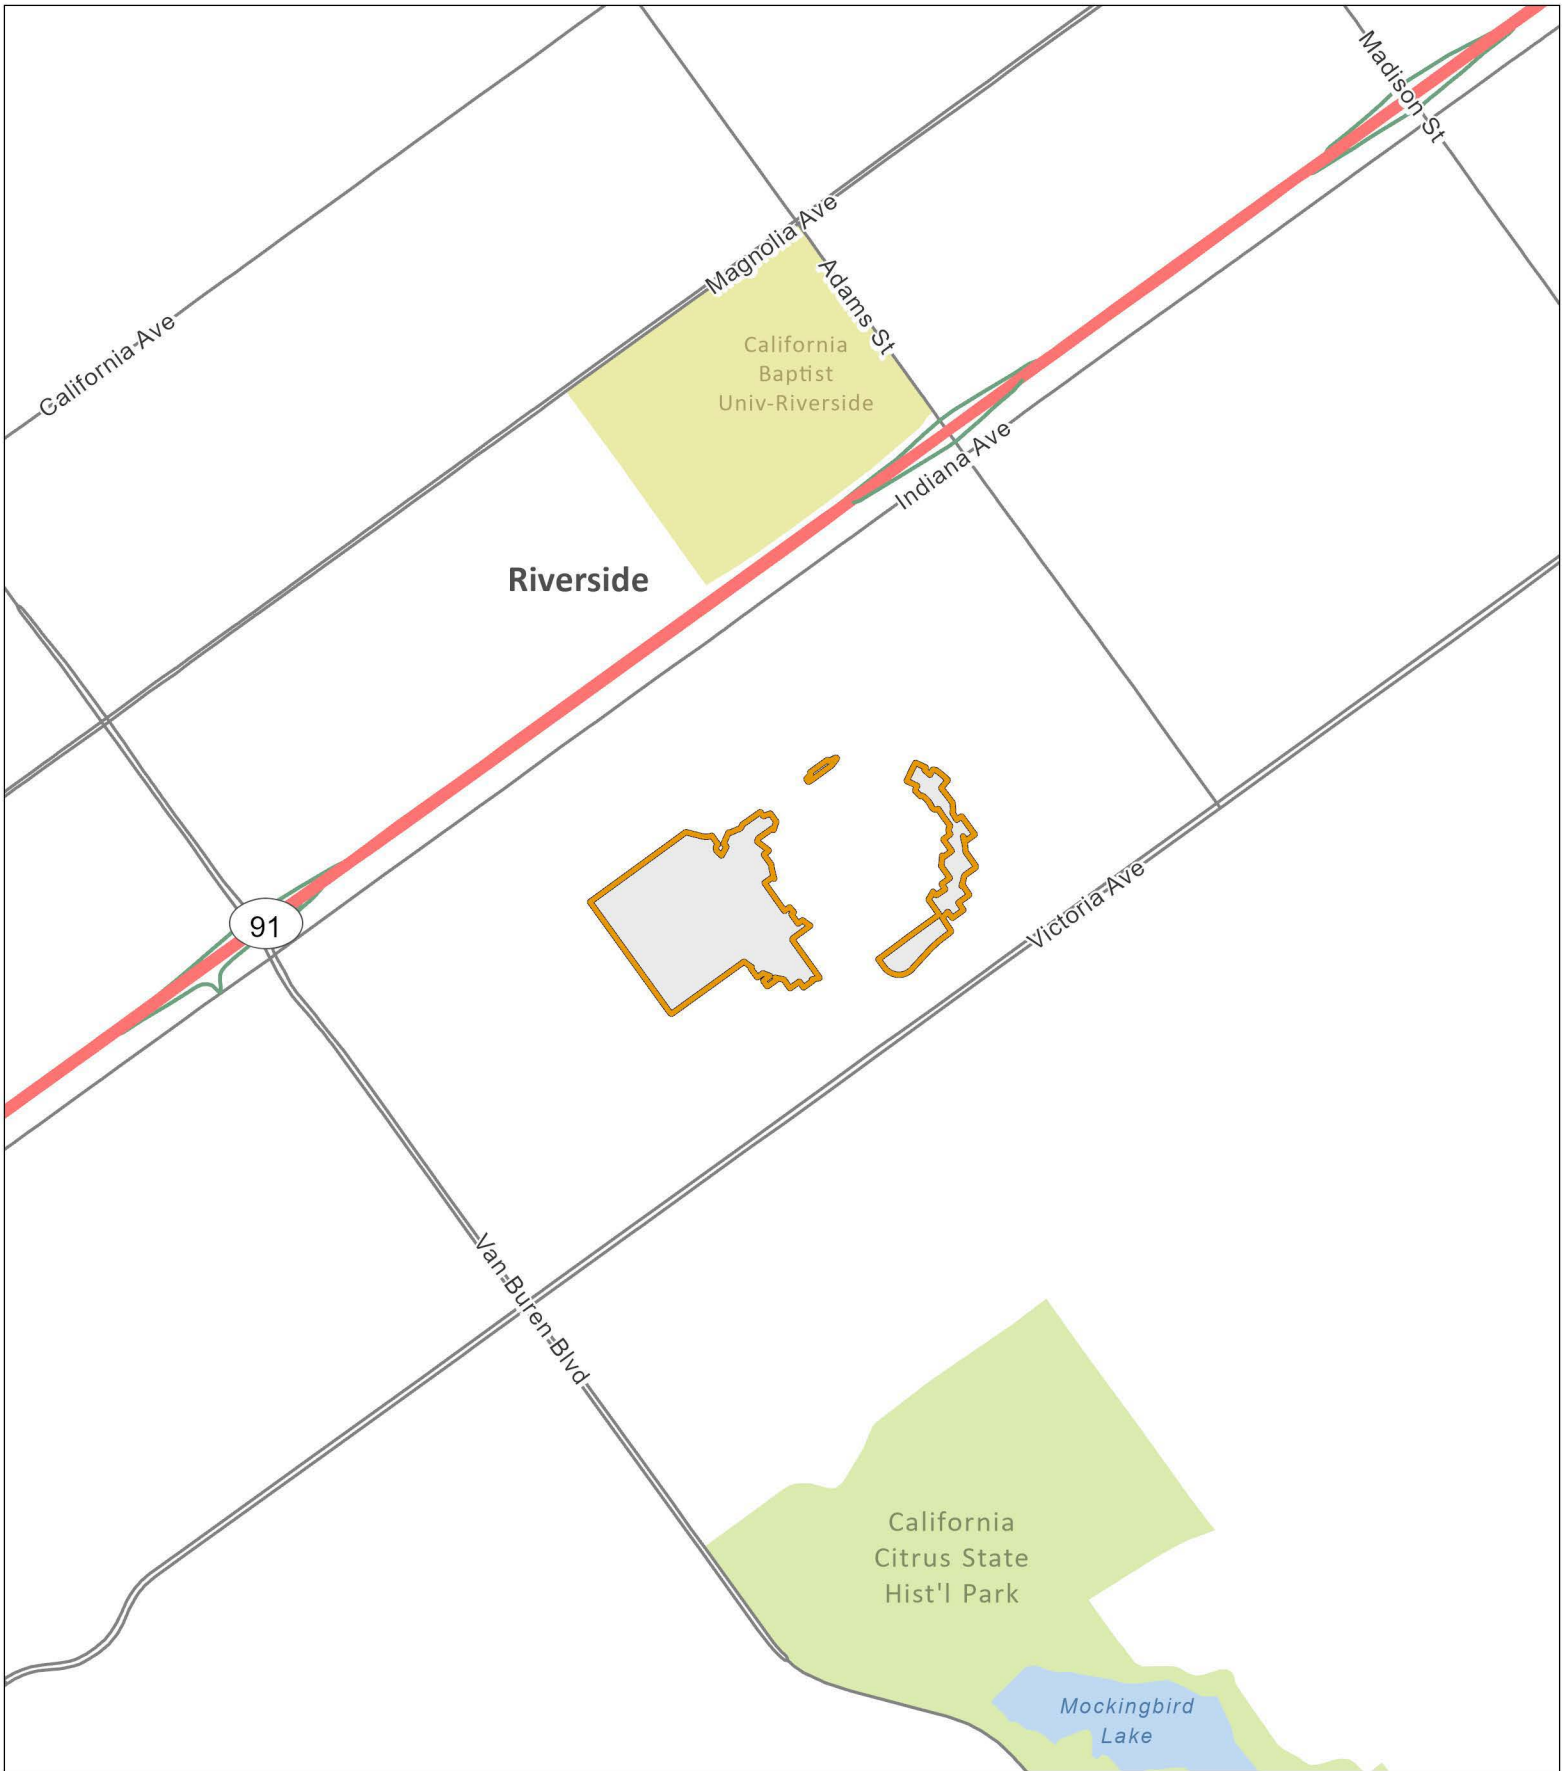 Madison St
Magnolia Ave
Adams St
California Ave
California
Baptist
Univ-Riverside
Indiana Ave
Riverside
91
Victoria Ave
Van Buren Blvd
California
Citrus State
Hist'l Park
Mockingbird
Lake